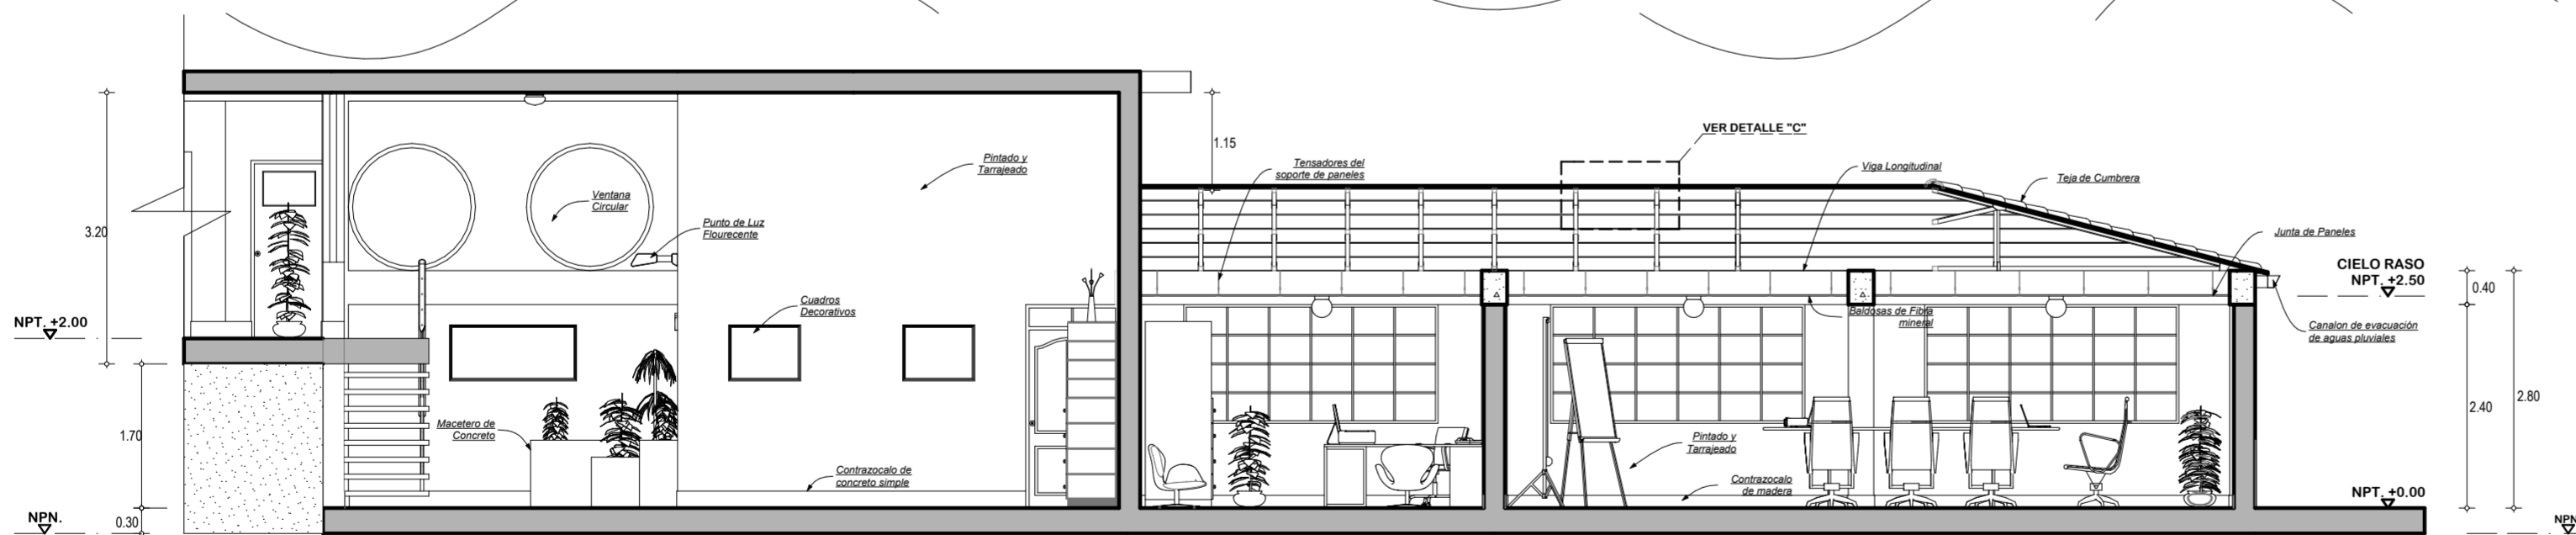 VER DETALLE "C"
1.15
Pintado y
Tarrajeado
Tensadores del
soporte de paneles
Viga Longitudinal
Teja de Cumbrera
Ventana
Circular
Punto de Luz
Flourecente
3.20
Junta de Paneles
CIELO RASO
NPT. +2.50
0.40
Cuadros
Decorativos
Baldosas de Fibra
mineral
Canalon de evacuación
de aguas pluviales
NPT. +2.00
2.80
2.40
1.70
Macetero de
Concreto
Pintado y
Tarrajeado
Contrazocalo de
concreto simple
Contrazocalo
de madera
NPT. +0.00
NPN.
0.30
NPN